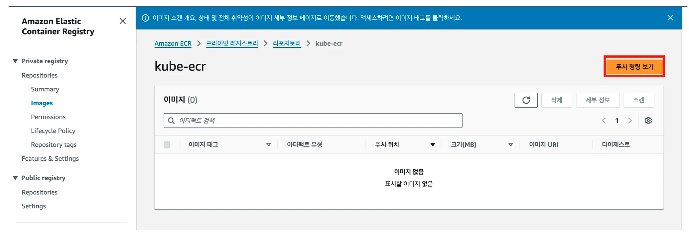 Amazon Elastic
Container Registry
Private registry
Repositories
Summary
Images
Permissions
Lifecycle Policy
Repository tags
Features & Settings
Public registry
Repositories
Settings
이미지 스캔 개요, 상태 및 전체 취약성이 이미지 세부 정보 페이지로 이동했습니다. 액세스하려면 이미지 태그를 클릭하세요.
Amazon ECR > 프라이빗 레지스트리 > 리포지토리 > kube-ecr
kube-ecr
푸시 명령 보기
이미지 (0)
삭제
세부 정보
스캔
아티팩트 검색
1
이미지 태그
아티팩트 유형
푸시 위치
크기(MB)
이미지 URI
다이제스트
이미지 없음
표시할 이미지 없음